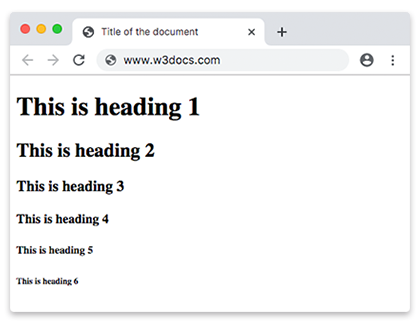 Title of the document
www.w3docs.com
This is heading 1
This is heading 2
This is heading 3
This is heading 4
This is heading 5
This is heading 6